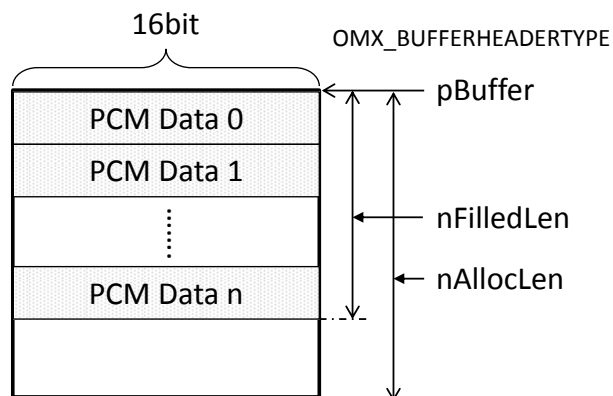 16bit
OMX_BUFFERHEADERTYPE
pBuffer
PCM Data 0
PCM Data 1
nFilledLen
nAllocLen
PCM Data n